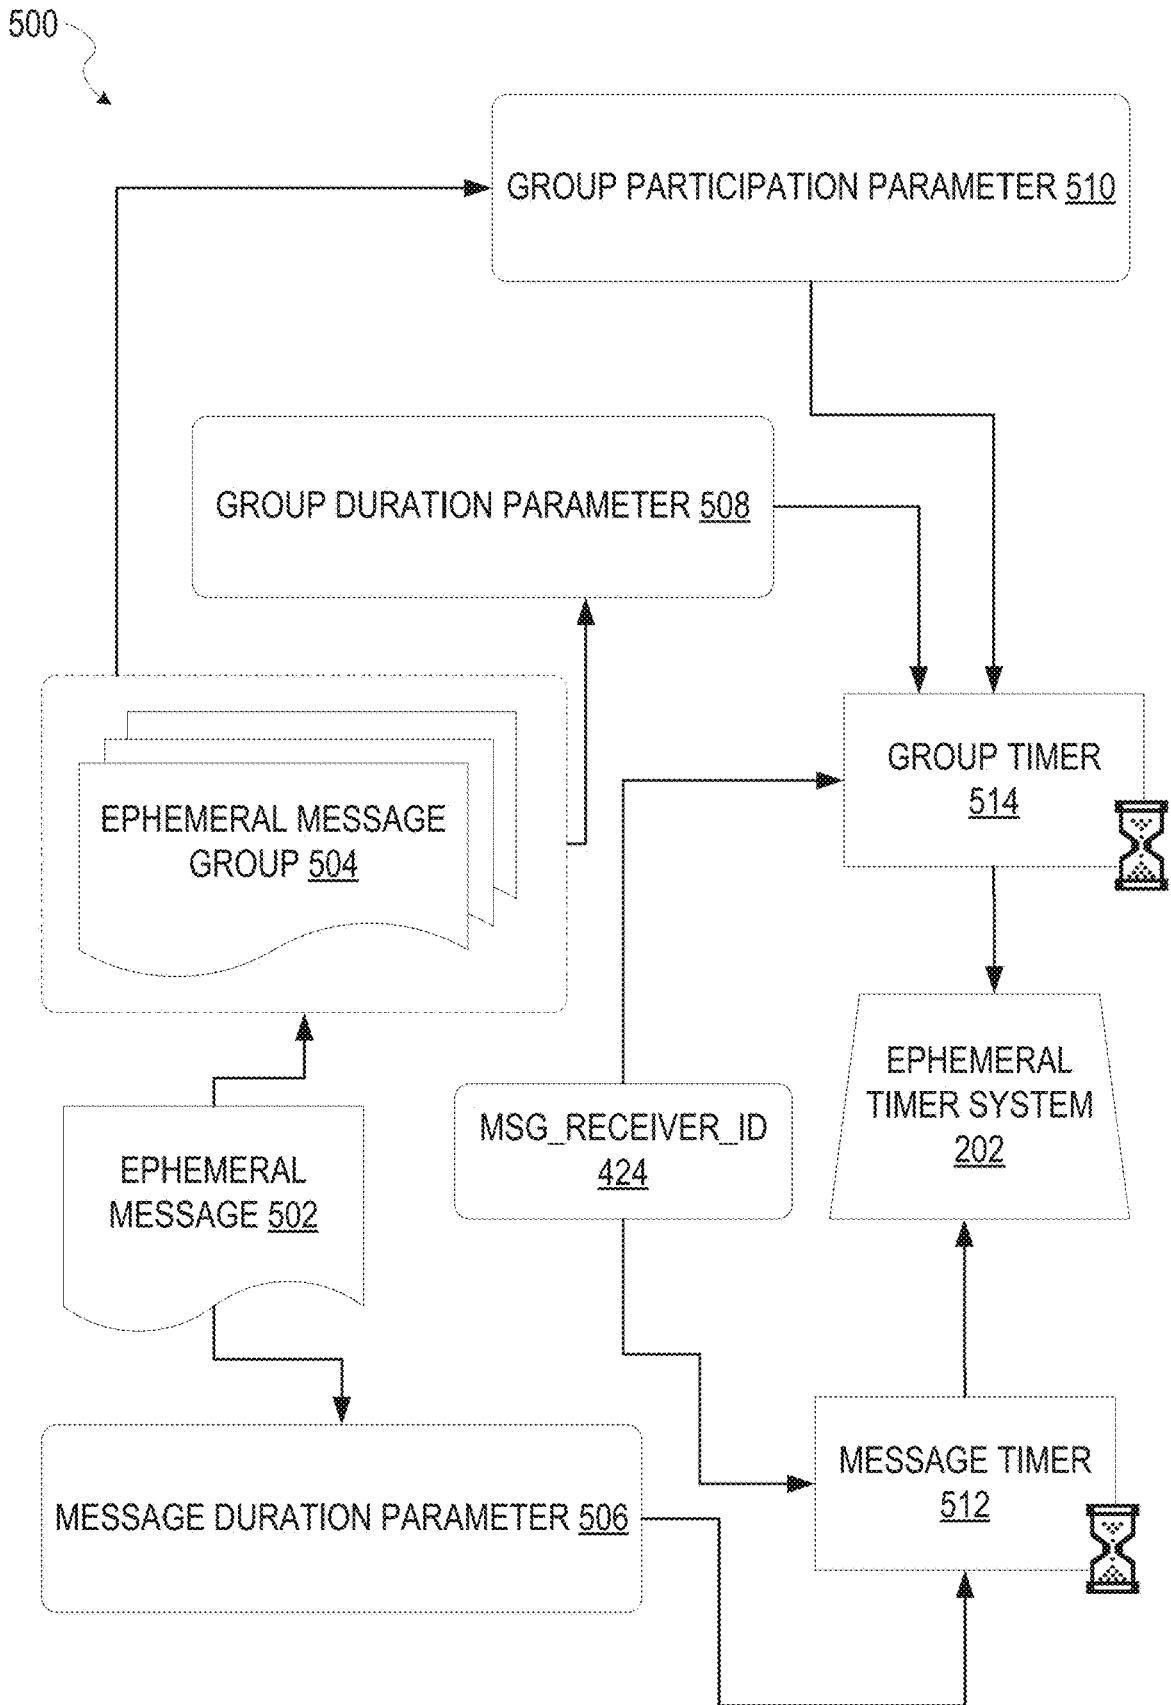 500
GROUP PARTICIPATION PARAMETER 510
GROUP DURATION PARAMETER 508
GROUP TIMER
514
EPHEMERAL MESSAGE
GROUP 504
EPHEMERAL
TIMER SYSTEM
202
MSG_RECEIVER_ID
424
EPHEMERAL
MESSAGE 502
MESSAGE TIMER
512
MESSAGE DURATION PARAMETER 506